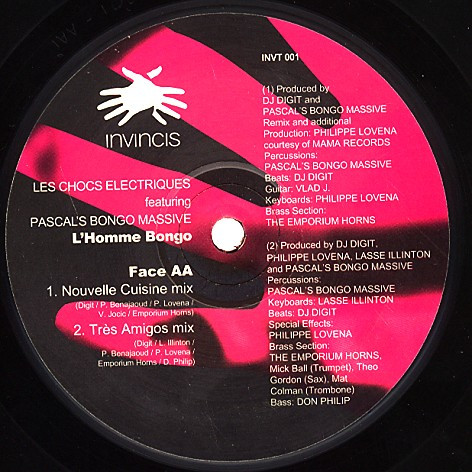 INVINCIS
LES CHOCS ELECTRIQUES
featuring
PASCAL'S BONGO MASSIVE
L'Homme Bongo
Face AA
1. Nouvelle Cuisine mix
(Digit / P. Benajaoud / P. Lovena /
V. Jocic / Emporium Horns)
2. Très Amigos mix
(Digit / L. Illinton /
P. Benajaoud / P. Lovena /
Emporium Horns / D. Philip)
INVT 001
(1) Produced by
DJ DIGIT and
PASCAL'S BONGO MASSIVE
Remix and additional
Production: PHILIPPE LOVENA
courtesy of MAMA RECORDS
Percussions:
PASCAL'S BONGO MASSIVE
Beats: DJ DIGIT
Guitar: VLAD J.
Keyboards: PHILIPPE LOVENA
Brass Section:
THE EMPORIUM HORNS
(2) Produced by DJ DIGIT,
PHILIPPE LOVENA, LASSE ILLINTON
and PASCAL'S BONGO MASSIVE
Percussions:
PASCAL'S BONGO MASSIVE
Keyboards: LASSE ILLINTON
Beats: DJ DIGIT
Special Effects:
PHILIPPE LOVENA
Brass Section:
THE EMPORIUM HORNS,
Mick Ball (Trumpet), Theo
Gordon (Sax), Mat
Colman (Trombone)
Bass: DON PHILIP